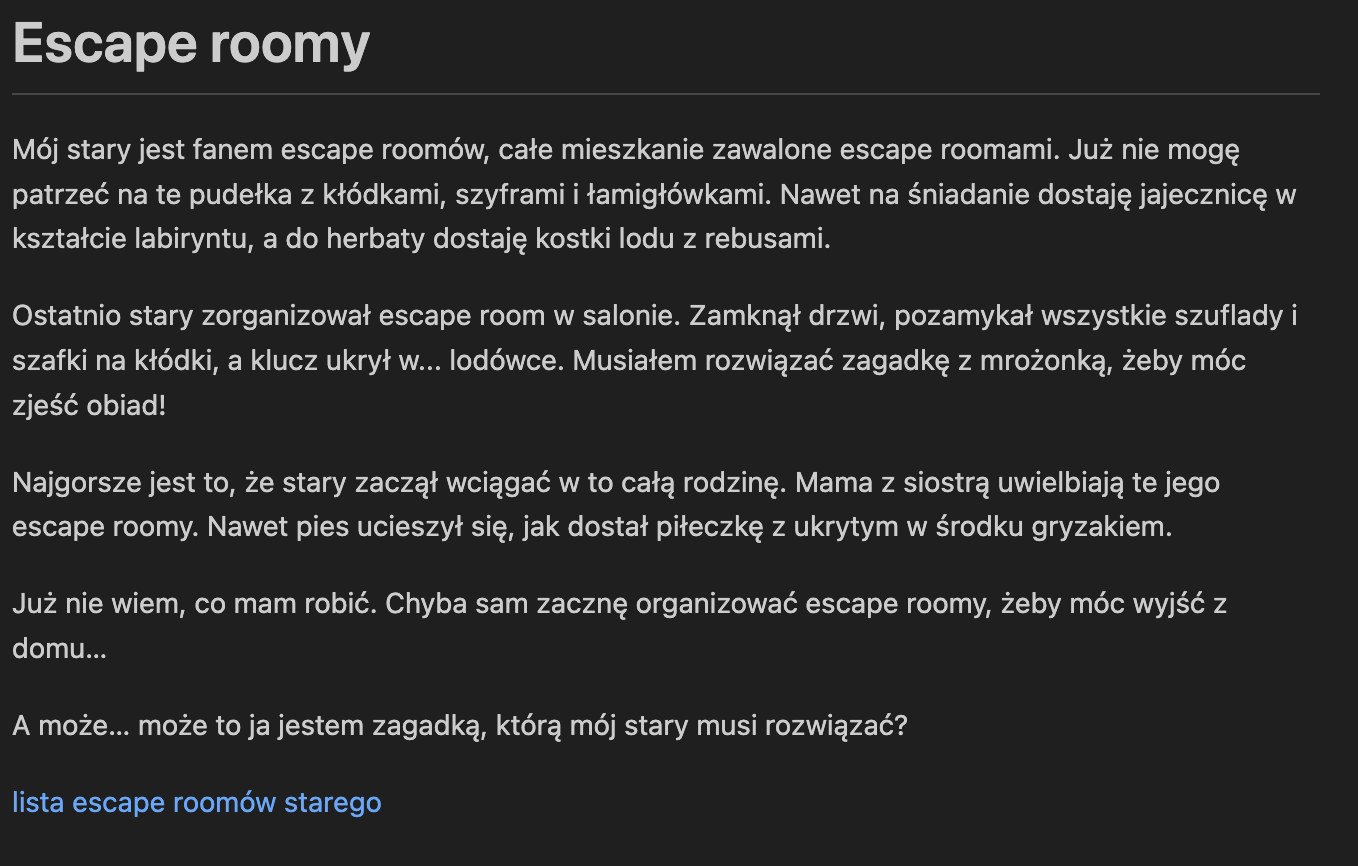 Escape roomy
Mój stary jest fanem escape roomów, całe mieszkanie zawalone escape roomami. Już nie mogę
patrzeć na te pudełka z kłódkami, szyframi i łamigłówkami. Nawet na śniadanie dostaję jajecznicę w
kształcie labiryntu, a do herbaty dostaję kostki lodu z rebusami.
Ostatnio stary zorganizował escape room w salonie. Zamknął drzwi, pozamykał wszystkie szuflady i
szafki na kłódki, a klucz ukrył w... lodówce. Musiałem rozwiązać zagadkę z mrożonką, żeby móc
zjeść obiad!
Najgorsze jest to, że stary zaczął wciągać w to całą rodzinę. Mama z siostrą uwielbiają te jego
escape roomy. Nawet pies ucieszył się, jak dostał piłeczkę z ukrytym w środku gryzakiem.
Już nie wiem, co mam robić. Chyba sam zacznę organizować escape roomy, żeby móc wyjść z
domu...
A może... może to ja jestem zagadką, którą mój stary musi rozwiązać?
lista escape roomów starego